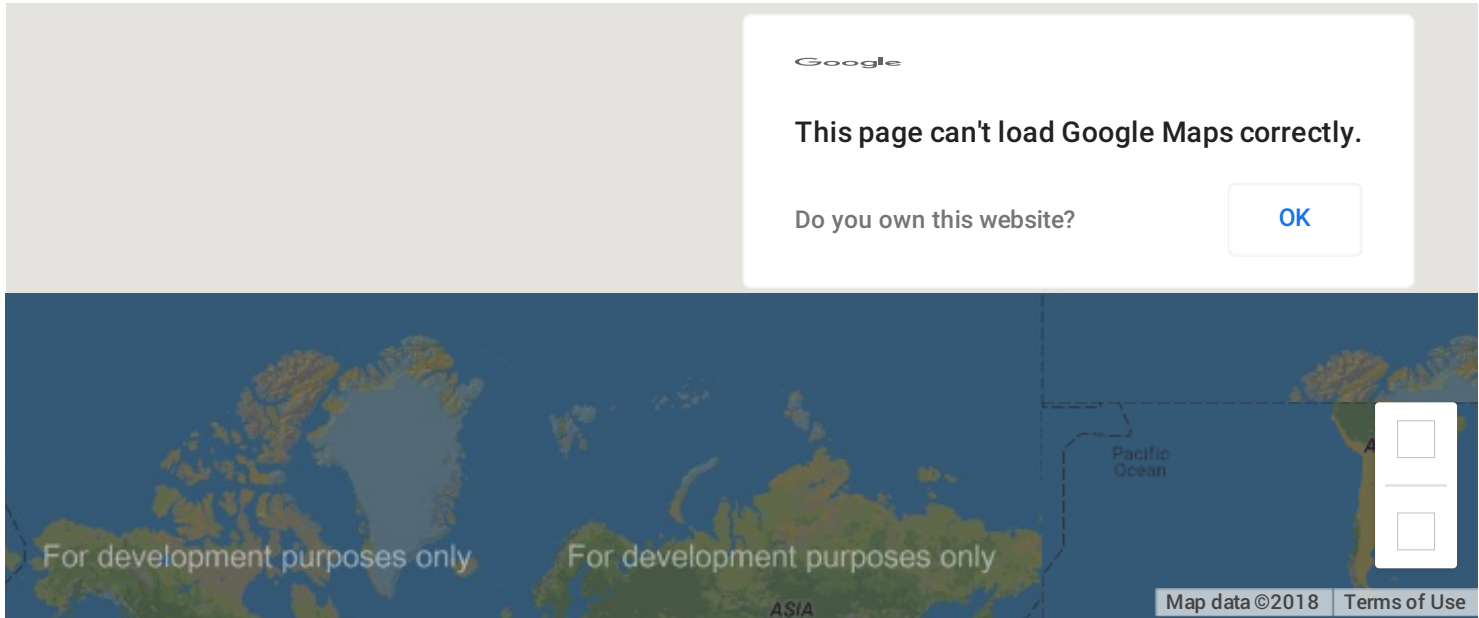 Google
This page can't load Google Maps correctly.
Do you own this website?
OK
Pacific
Ocean
For development purposes only
For development purposes only
ASIA
Map data ©2018
Terms of Use